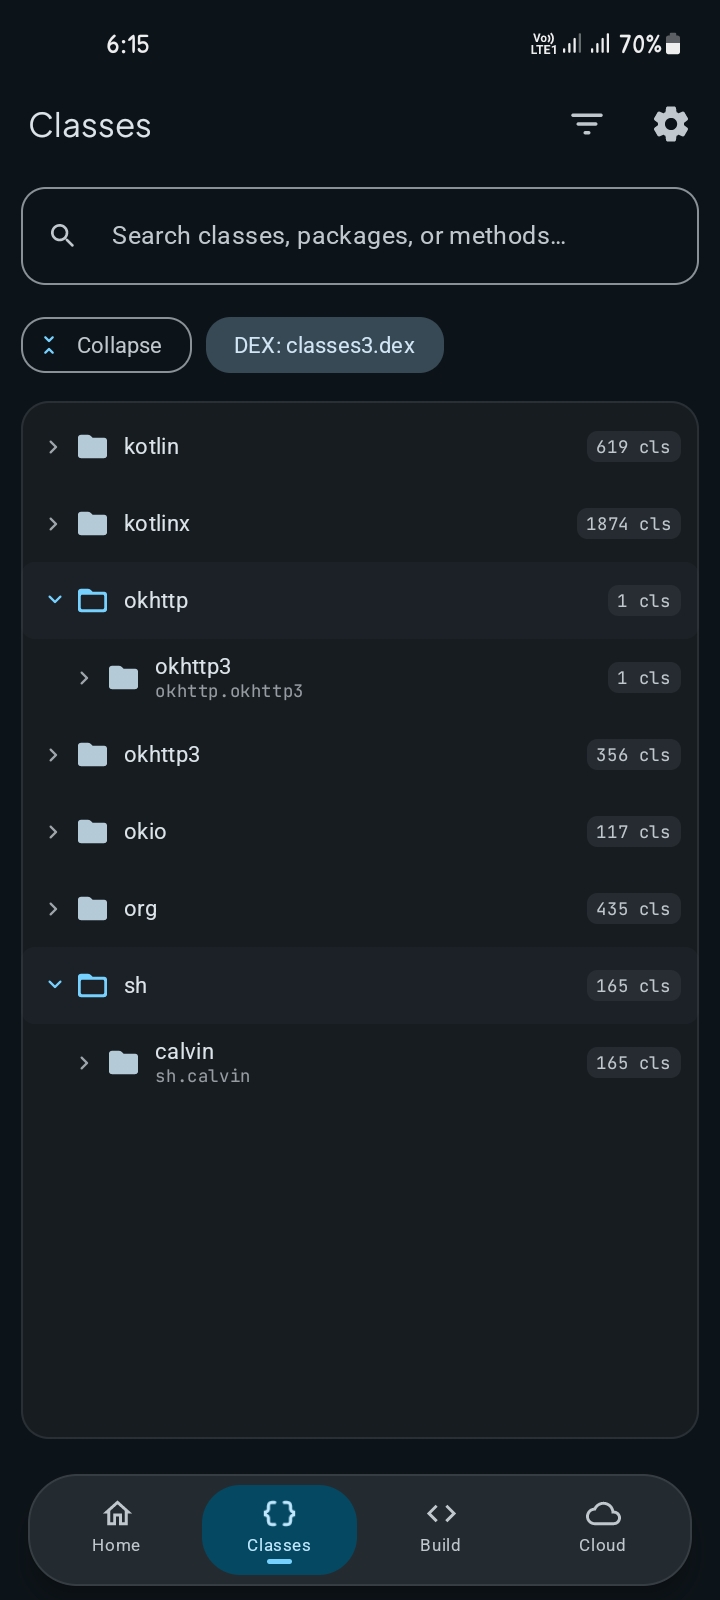 6:15
Vo)) LTE1 70%
Classes
Search classes, packages, or methods...
Collapse
DEX: classes3.dex
kotlin 619 cls
kotlinx 1874 cls
okhttp 1 cls
okhttp3
okhttp.okhttp3
1 cls
okhttp3 356 cls
okio 117 cls
org 435 cls
sh 165 cls
calvin
sh.calvin
165 cls
Home
Classes
Build
Cloud